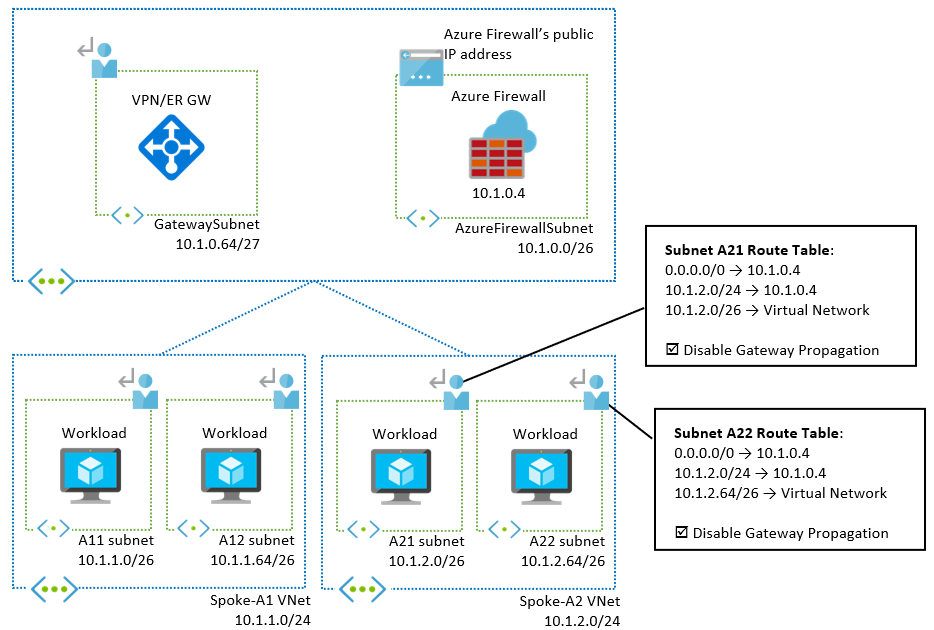 Azure Firewall's public
IP address
VPN/ER GW
Azure Firewall
10.1.0.4
GatewaySubnet
10.1.0.64/27
AzureFirewallSubnet
10.1.0.0/26
Subnet A21 Route Table:
0.0.0.0/0 → 10.1.0.4
10.1.2.0/24 → 10.1.0.4
10.1.2.0/26 → Virtual Network
☑ Disable Gateway Propagation
Subnet A22 Route Table:
0.0.0.0/0 → 10.1.0.4
10.1.2.0/24 → 10.1.0.4
10.1.2.64/26 → Virtual Network
☑ Disable Gateway Propagation
Workload
Workload
Workload
Workload
A11 subnet
10.1.1.0/26
A12 subnet
10.1.1.64/26
A21 subnet
10.1.2.0/26
A22 subnet
10.1.2.64/26
Spoke-A1 VNet
10.1.1.0/24
Spoke-A2 VNet
10.1.2.0/24